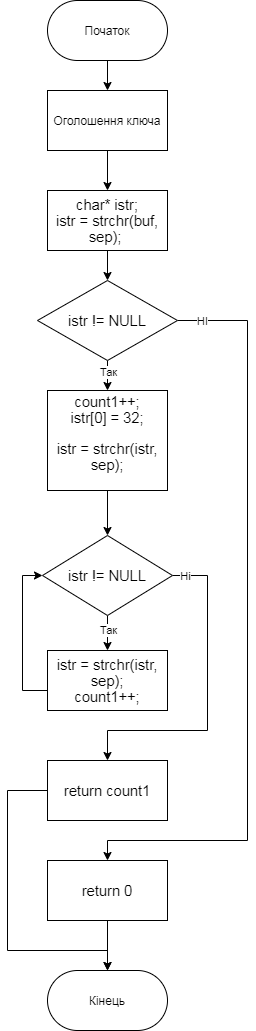 Початок
Оголошення ключа
char* istr;
istr = strchr(buf,
sep);
istr != NULL
Ні
Так
count1++;
istr[0] = 32;
istr = strchr(istr,
sep);
istr != NULL
Ні
Так
istr = strchr(istr,
sep);
count1++;
return count1
return 0
Кінець